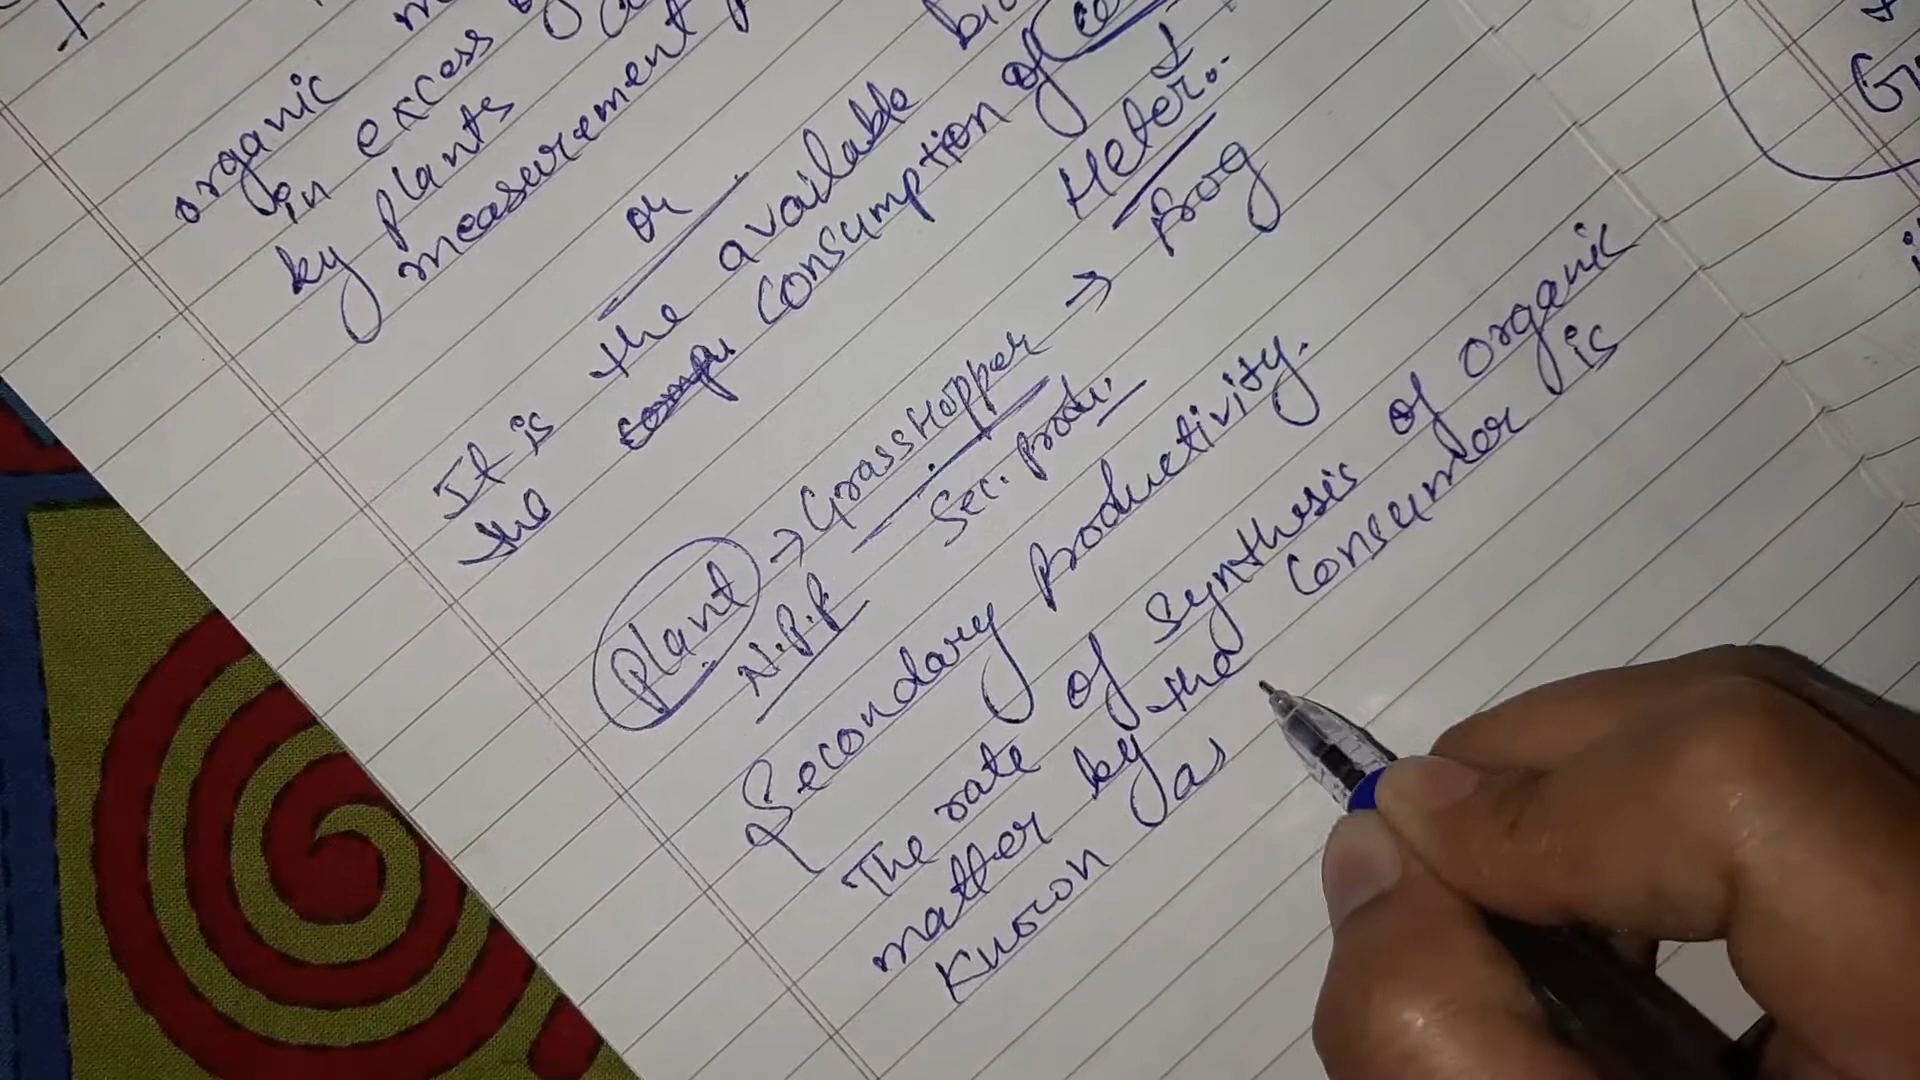 organic
in excess
by plants
measurement
or
It is the available
the Consumption of
Heter..
Plant → GrassHopper → frog
N.P.P Sec. Prod.
Secondary Productivity.
The rate of synthesis of organic
matter by the Consumer is
Known as